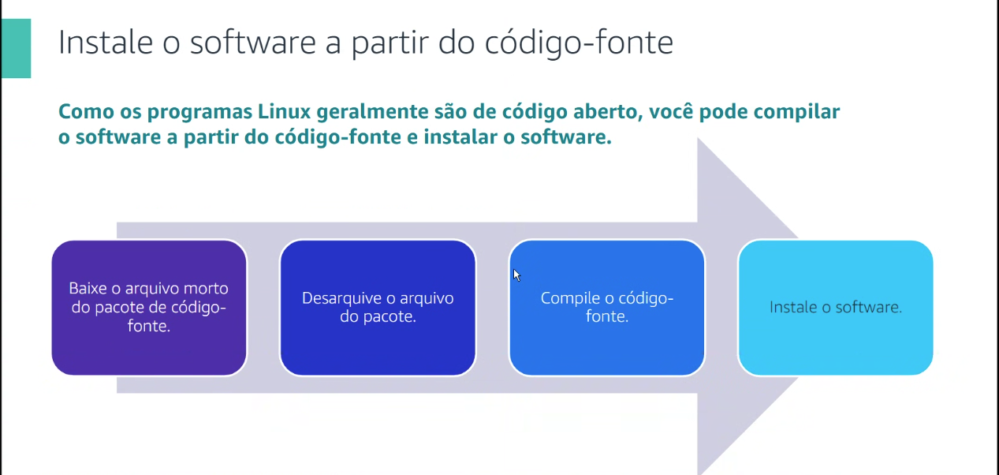 Instale o software a partir do código-fonte
Como os programas Linux geralmente são de código aberto, você pode compilar
o software a partir do código-fonte e instalar o software.
Baixe o arquivo morto
do pacote de código-
fonte.
Desarquive o arquivo
do pacote.
Compile o código-
fonte.
Instale o software.